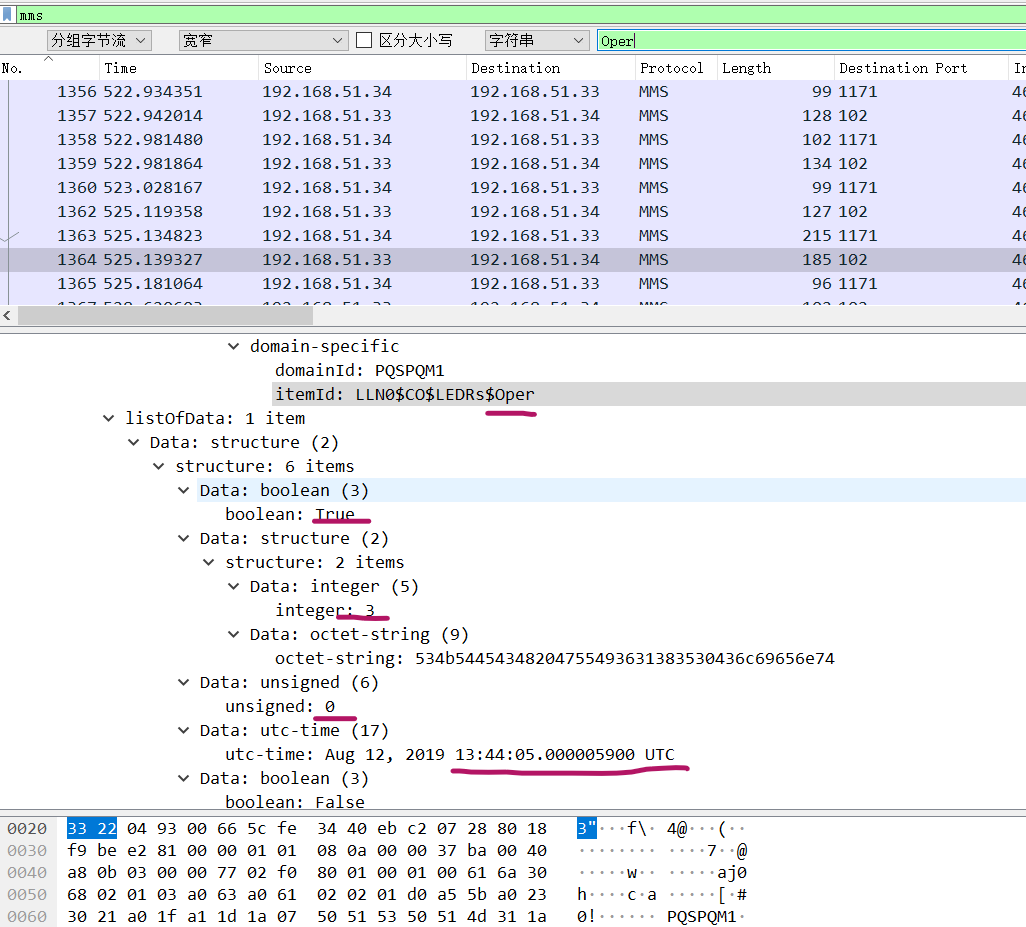 mms
分组字节流 宽窄 区分大小写 字符串 Oper
No. Time Source Destination Protocol Length Destination Port
1356 522.934351 192.168.51.34 192.168.51.33 MMS 99 1171 46
1357 522.942014 192.168.51.33 192.168.51.34 MMS 128 102 46
1358 522.981480 192.168.51.34 192.168.51.33 MMS 102 1171 46
1359 522.981864 192.168.51.33 192.168.51.34 MMS 134 102 46
1360 523.028167 192.168.51.34 192.168.51.33 MMS 99 1171 46
1362 525.119358 192.168.51.33 192.168.51.34 MMS 127 102 46
1363 525.134823 192.168.51.34 192.168.51.33 MMS 215 1171 46
1364 525.139327 192.168.51.33 192.168.51.34 MMS 185 102 46
1365 525.181064 192.168.51.34 192.168.51.33 MMS 96 1171 46
domain-specific
domainId: PQSPQM1
itemId: LLN0$CO$LEDRs$Oper
listOfData: 1 item
Data: structure (2)
structure: 6 items
Data: boolean (3)
boolean: True
Data: structure (2)
structure: 2 items
Data: integer (5)
integer: 3
Data: octet-string (9)
octet-string: 534b5445434820475549363138353043 6c69656e74
Data: unsigned (6)
unsigned: 0
Data: utc-time (17)
utc-time: Aug 12, 2019 13:44:05.000005900 UTC
Data: boolean (3)
boolean: False
0020 33 22 04 93 00 66 5c fe 34 40 eb c2 07 28 80 18 3"···f\· 4@···(··
0030 f9 be e2 81 00 00 01 01 08 0a 00 00 37 ba 00 40 ········ ····7··@
0040 a8 0b 03 00 00 77 02 f0 80 01 00 01 00 61 6a 30 ·····w·· ·····aj0
0050 68 02 01 03 a0 63 a0 61 02 02 01 d0 a5 5b a0 23 h····c·a ·····[·#
0060 30 21 a0 1f a1 1d 1a 07 50 51 53 50 51 4d 31 1a 0!······ PQSPQM1·